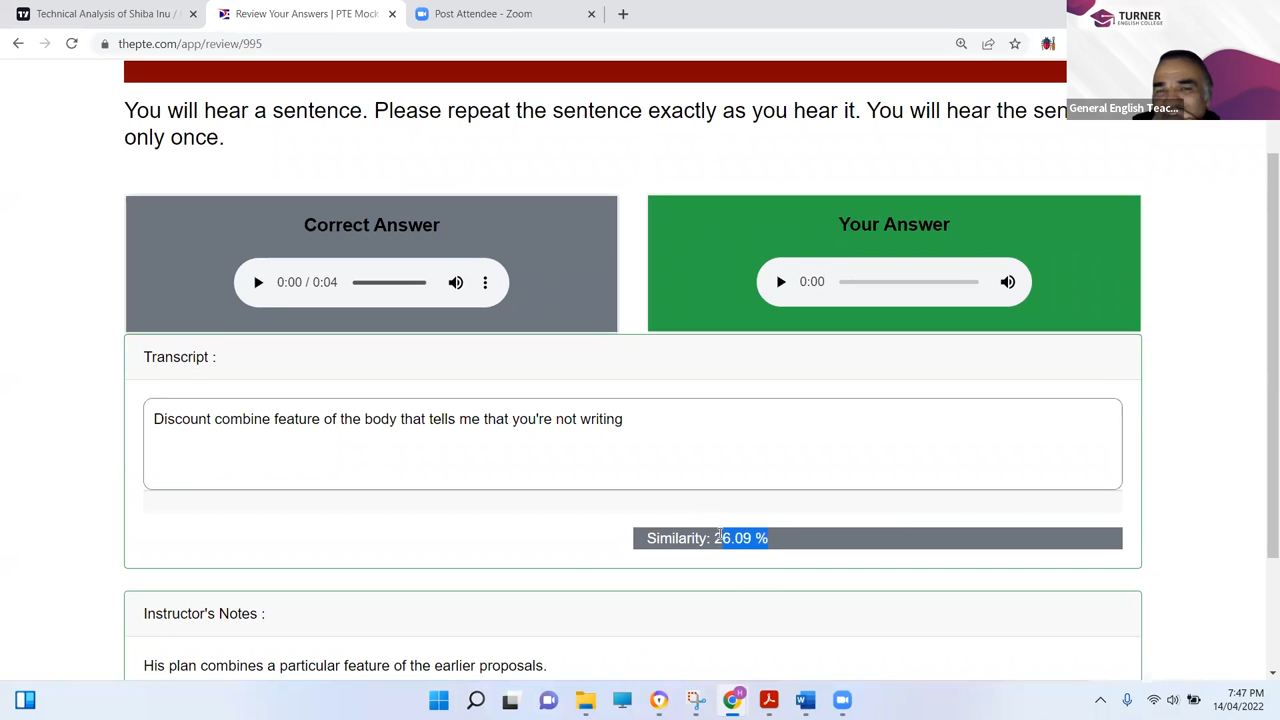 Technical Analysis of Shiba Inu /
Review Your Answers | PTE Mock
Post Attendee - Zoom
thepte.com/app/review/995
TURNER
ENGLISH COLLEGE
General English Teac...
You will hear a sentence. Please repeat the sentence exactly as you hear it. You will hear the sen
only once.
Correct Answer
Your Answer
0:00 / 0:04
0:00
Transcript :
Discount combine feature of the body that tells me that you're not writing
Similarity: 26.09 %
Instructor's Notes :
His plan combines a particular feature of the earlier proposals.
7:47 PM
14/04/2022